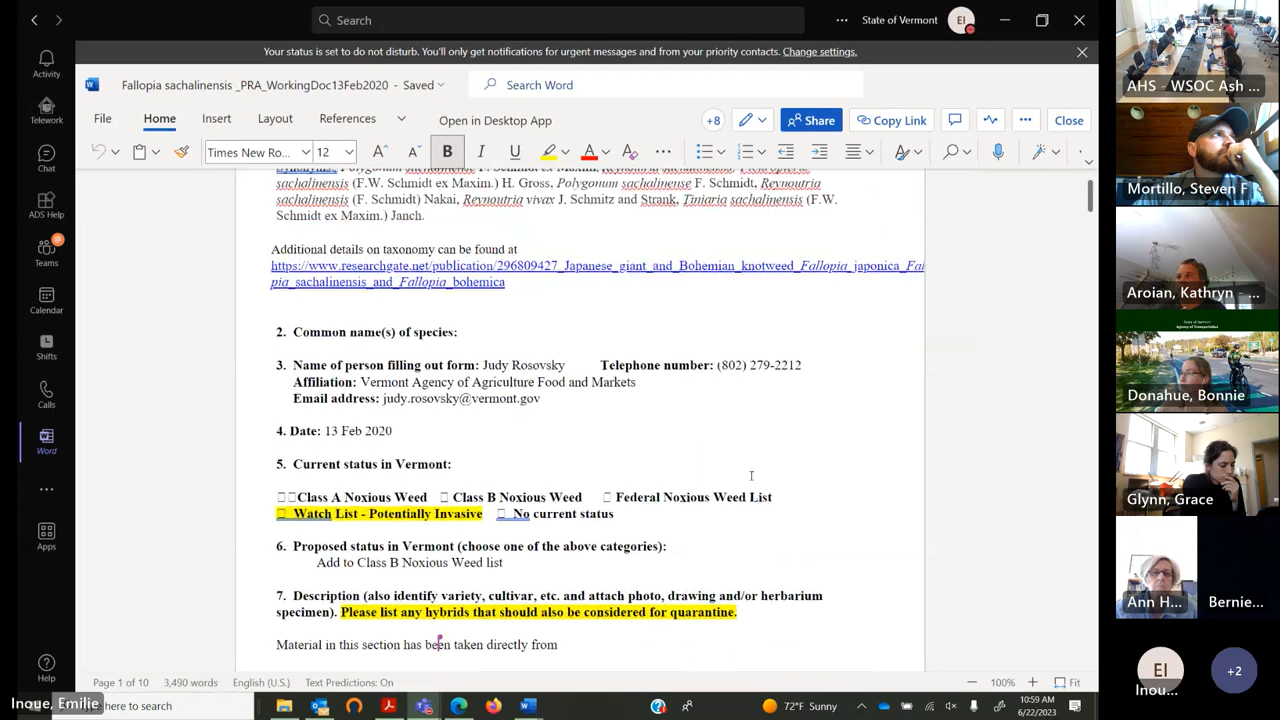 Search
State of Vermont
EI
Your status is set to do not disturb. You'll only get notifications for urgent messages and from your priority contacts. Change settings.
Activity
Telework
Chat
ADS Help
Teams
Calendar
Shifts
Calls
Word
Apps
Help
Fallopia sachalinensis _PRA_WorkingDoc13Feb2020 - Saved
Search Word
File Home Insert Layout References Open in Desktop App +8 Share Copy Link Close
Times New Ro... 12 B I U A
sachalinensis (F.W. Schmidt ex Maxim.) H. Gross, Polygonum sachalinense F. Schmidt, Reynoutria
sachalinensis (F. Schmidt) Nakai, Reynoutria vivax J. Schmitz and Strank, Tiniaria sachalinensis (F.W.
Schmidt ex Maxim.) Janch.
Additional details on taxonomy can be found at
https://www.researchgate.net/publication/296809427_Japanese_giant_and_Bohemian_knotweed_Fallopia_japonica_Fal
pia_sachalinensis_and_Fallopia_bohemica
2. Common name(s) of species:
3. Name of person filling out form: Judy Rosovsky Telephone number: (802) 279-2212
Affiliation: Vermont Agency of Agriculture Food and Markets
Email address: judy.rosovsky@vermont.gov
4. Date: 13 Feb 2020
5. Current status in Vermont:
□□Class A Noxious Weed □ Class B Noxious Weed □ Federal Noxious Weed List
□ Watch List - Potentially Invasive □ No current status
6. Proposed status in Vermont (choose one of the above categories):
Add to Class B Noxious Weed list
7. Description (also identify variety, cultivar, etc. and attach photo, drawing and/or herbarium
specimen). Please list any hybrids that should also be considered for quarantine.
Material in this section has been taken directly from
Page 1 of 10 3,490 words English (U.S.) Text Predictions: On 100% Fit
Inoue, Emilie
here to search
72°F Sunny
10:59 AM
6/22/2023
AHS - WSOC Ash ...
Mortillo, Steven F
Aroian, Kathryn - ...
State of Vermont
Agency of Transportation
Donahue, Bonnie
Glynn, Grace
Ann H...
Bernie...
EI
Inou...
+2